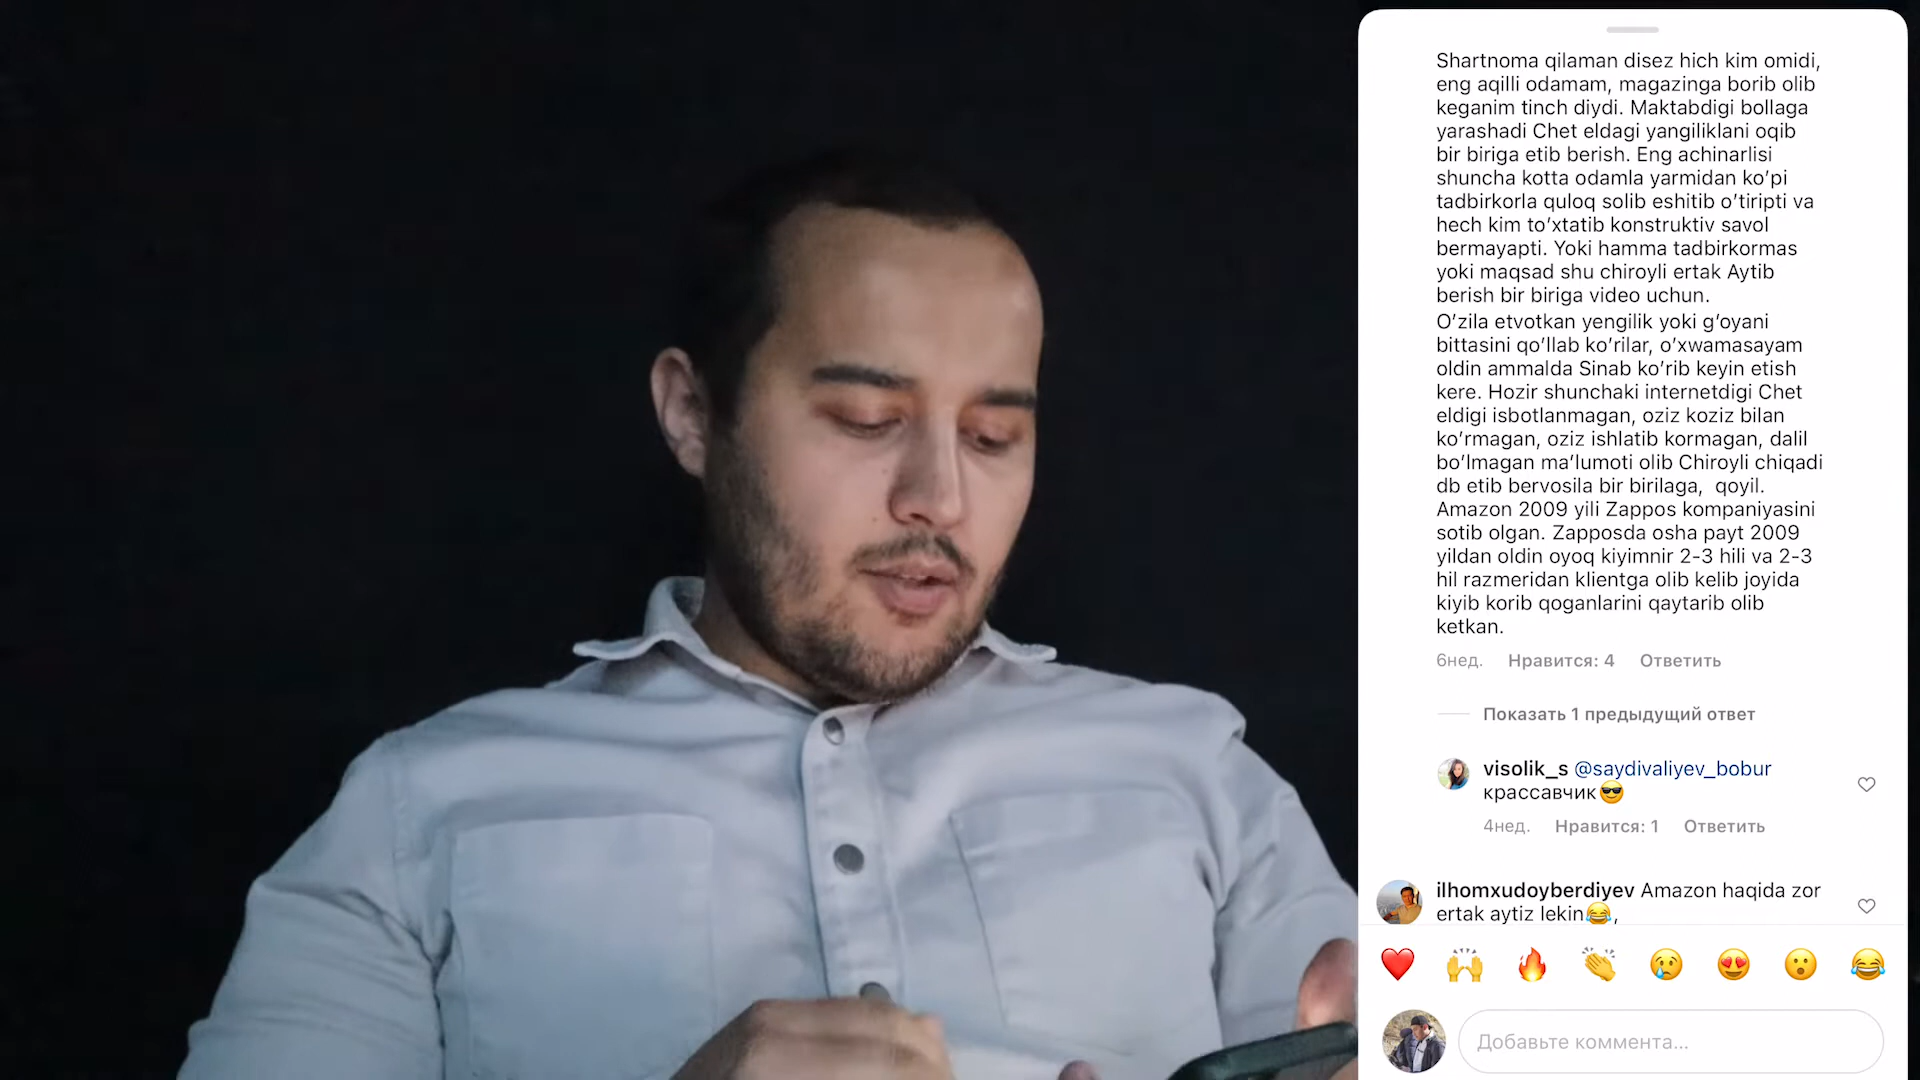 Shartnoma qilaman disez hich kim omidi,
eng aqilli odamam, magazinga borib olib
keganim tinch diydi. Maktabdigi bollaga
yarashadi Chet eldagi yangiliklani oqib
bir biriga etib berish. Eng achinarlisi
shuncha kotta odamla yarmidan ko‘pi
tadbirkorla quloq solib eshitib o‘tiripti va
hech kim to‘xtatib konstruktiv savol
bermayapti. Yoki hamma tadbirkormas
yoki maqsad shu chiroyli ertak Aytib
berish bir biriga video uchun.
O‘zila etvotkan yengilik yoki g‘oyani
bittasini qo‘llab ko‘rilar, o‘xwamasayam
oldin ammalda Sinab ko‘rib keyin etish
kere. Hozir shunchaki internetdigi Chet
eldigi isbotlanmagan, oziz koziz bilan
ko‘rmagan, oziz ishlatib kormagan, dalil
bo‘lmagan ma’lumoti olib Chiroyli chiqadi
db etib bervosila bir birilaga, qoyil.
Amazon 2009 yili Zappos kompaniyasini
sotib olgan. Zapposda osha payt 2009
yildan oldin oyoq kiyimnir 2-3 hili va 2-3
hil razmeridan klientga olib kelib joyida
kiyib korib qoganlarini qaytarib olib
ketkan.
6нед. Нравится: 4 Ответить
Показать 1 предыдущий ответ
visolik_s @saydivaliyev_bobur
крассавчик😎
4нед. Нравится: 1 Ответить
ilhomxudoyberdiyev Amazon haqida zor
ertak aytiz lekin😂,
Добавьте коммента...